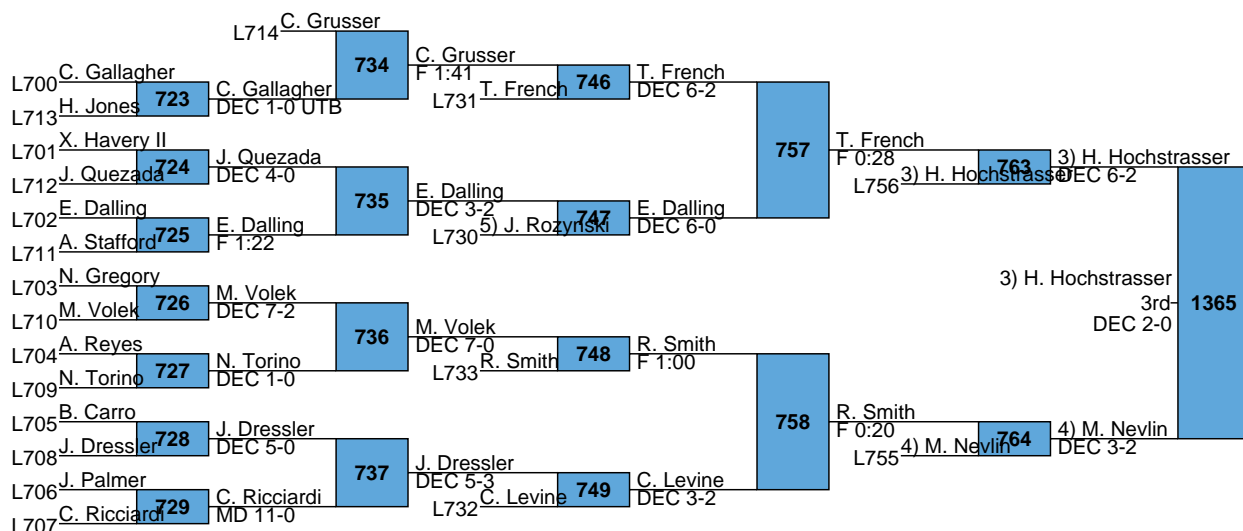 L714 C. Grusser
734
C. Grusser
F 1:41
L700 C. Gallagher
723
L713 H. Jones
C. Gallagher
DEC 1-0 UTB
L731 T. French
746
T. French
DEC 6-2
L701 X. Havery II
724
L712 J. Quezada
J. Quezada
DEC 4-0
735
L702 E. Dalling
725
L711 A. Stafford
E. Dalling
F 1:22
E. Dalling
DEC 3-2
747
L730 5) J. Rozynski
E. Dalling
DEC 6-0
757
T. French
F 0:28
L756 3) H. Hochstrasser
763
3) H. Hochstrasser
DEC 6-2
L703 N. Gregory
726
L710 M. Volek
M. Volek
DEC 7-2
736
L704 A. Reyes
727
L709 N. Torino
N. Torino
DEC 1-0
M. Volek
DEC 7-0
L733 R. Smith
748
R. Smith
F 1:00
3) H. Hochstrasser
3rd
DEC 2-0
1365
L705 B. Carro
728
L708 J. Dressler
J. Dressler
DEC 5-0
737
L706 J. Palmer
729
L707 C. Ricciardi
C. Ricciardi
MD 11-0
J. Dressler
DEC 5-3
L732 C. Levine
749
C. Levine
DEC 3-2
758
R. Smith
F 0:20
L755 4) M. Nevlin
764
4) M. Nevlin
DEC 3-2